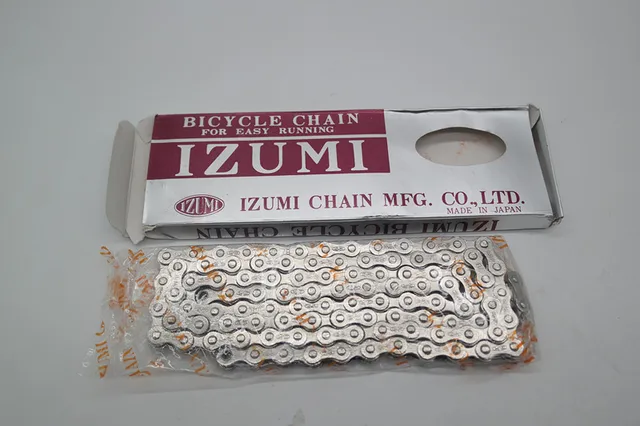 BICYCLE CHAIN
FOR EASY RUNNING
IZUMI
IZUMI
IZUMI CHAIN MFG. CO., LTD.
MADE IN JAPAN
IZUMI BICYCLE CHAIN